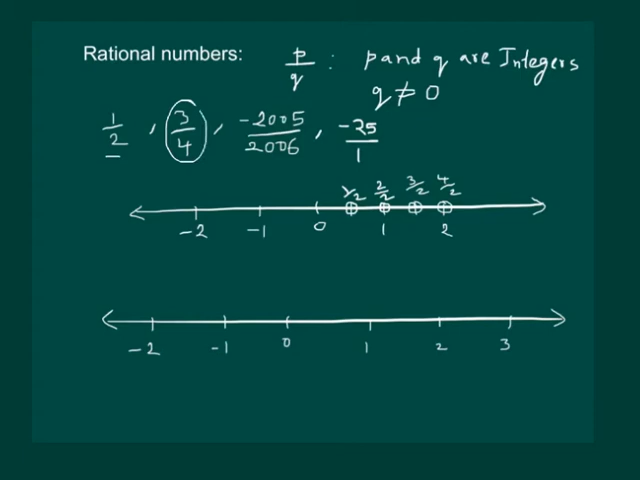 Rational numbers: p/q : p and q are Integers
q ≠ 0
1/2 , 3/4 , -2005/2006 , -25/1
1/2 2/2 3/2 4/2
-2 -1 0 1 2
-2 -1 0 1 2 3